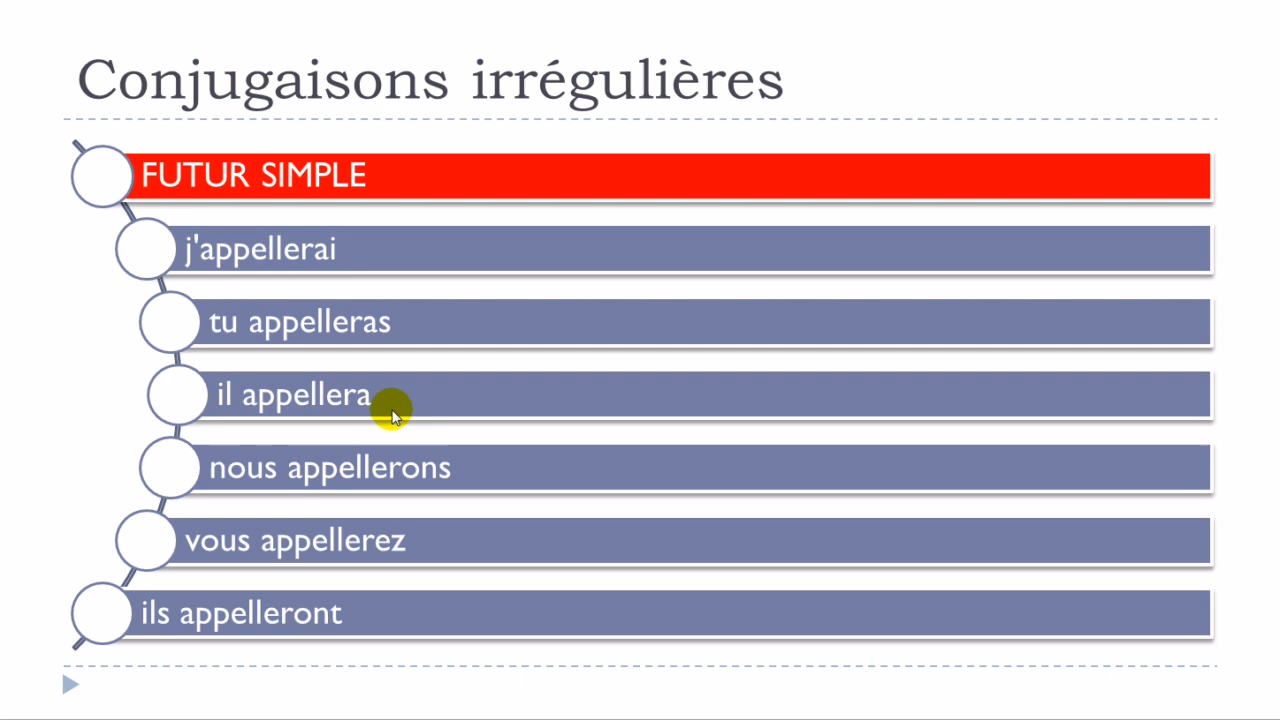 Conjugaisons irrégulières
FUTUR SIMPLE
j'appellerai
tu appelleras
il appellera
nous appellerons
vous appellerez
ils appelleront